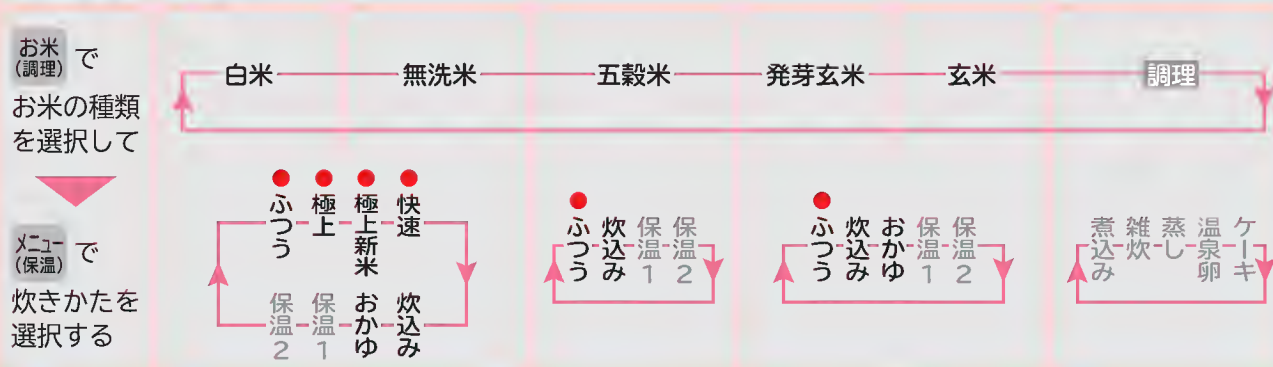 お米
(調理)
で
お米の種類
を選択して
メニュー
(保温)
で
炊きかたを
選択する
白米
無洗米
五穀米
発芽玄米
玄米
調理
ふつう
極上
極上新米
快速
炊込み
おかゆ
保温1
保温2
ふつう
炊込み
保温1
保温2
ふつう
炊込み
おかゆ
保温1
保温2
煮込み
雑炊
蒸し
温泉卵
ケーキ